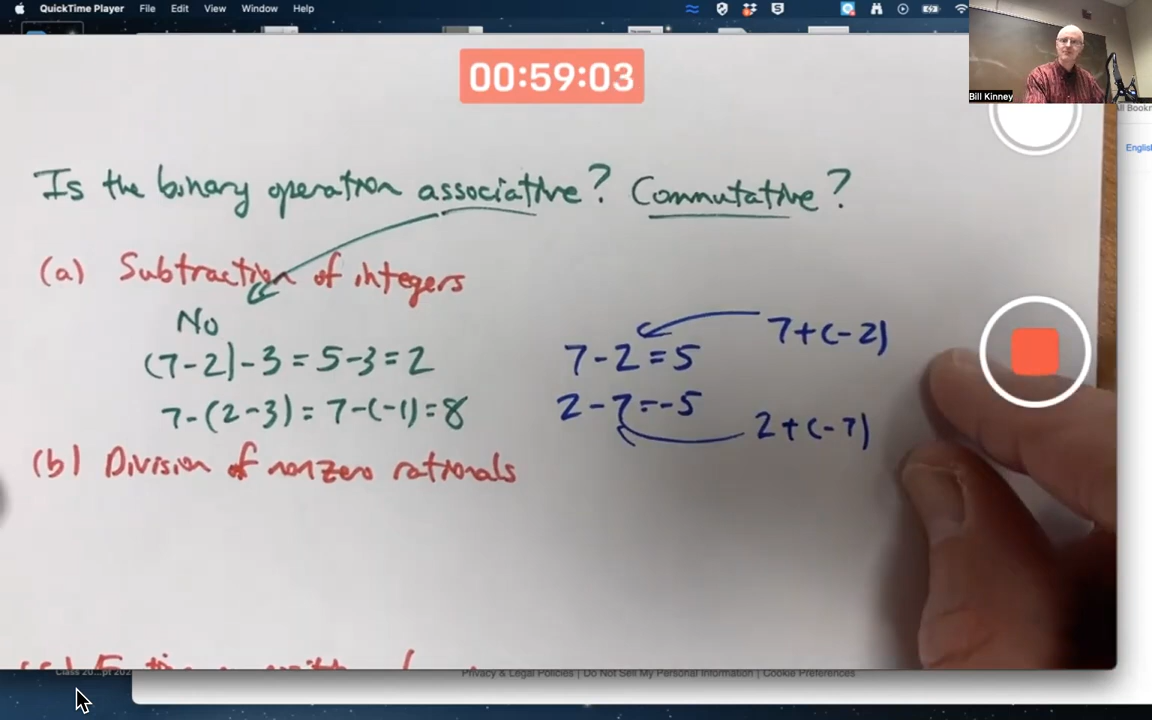 QuickTime Player File Edit View Window Help
00:59:03
Bill Kinney
All Bookm
English
Is the binary operation associative? Commutative?
(a) Subtraction of integers
No
(7-2)-3=5-3=2
7-(2-3)=7-(-1)=8
7-2=5
7+(-2)
2-7=-5
2+(-7)
(b) Division of nonzero rationals
Privacy & Legal Policies | Do Not Sell My Personal Information | Cookie Preferences